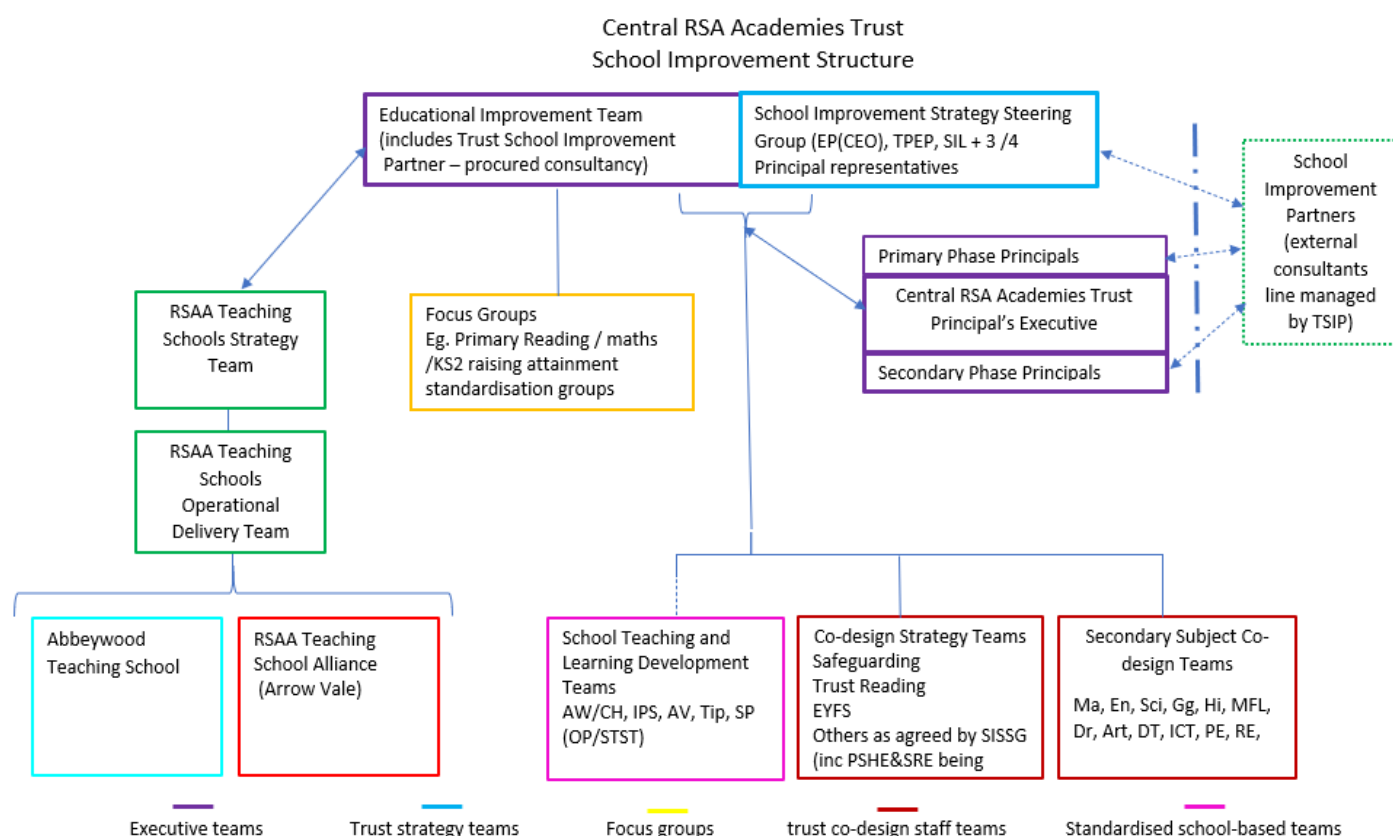 Central RSA Academies Trust
School Improvement Structure
Educational Improvement Team
(includes Trust School Improvement
Partner – procured consultancy)
School Improvement Strategy Steering
Group (EP(CEO), TPEP, SIL + 3 /4
Principal representatives
School
Improvement
Partners
(external
consultants
line managed
by TSIP)
Primary Phase Principals
Central RSA Academies Trust
Principal's Executive
Secondary Phase Principals
RSAA Teaching
Schools Strategy
Team
Focus Groups
Eg. Primary Reading / maths
/KS2 raising attainment
standardisation groups
RSAA Teaching
Schools
Operational
Delivery Team
Abbeywood
Teaching School
RSAA Teaching
School Alliance
(Arrow Vale)
School Teaching and
Learning Development
Teams
AW/CH, IPS, AV, Tip, SP
(OP/STST)
Co-design Strategy Teams
Safeguarding
Trust Reading
EYFS
Others as agreed by SISSG
(inc PSHE&SRE being
Secondary Subject Co-
design Teams
Ma, En, Sci, Gg, Hi, MFL,
Dr, Art, DT, ICT, PE, RE,
Executive teams
Trust strategy teams
Focus groups
trust co-design staff teams
Standardised school-based teams